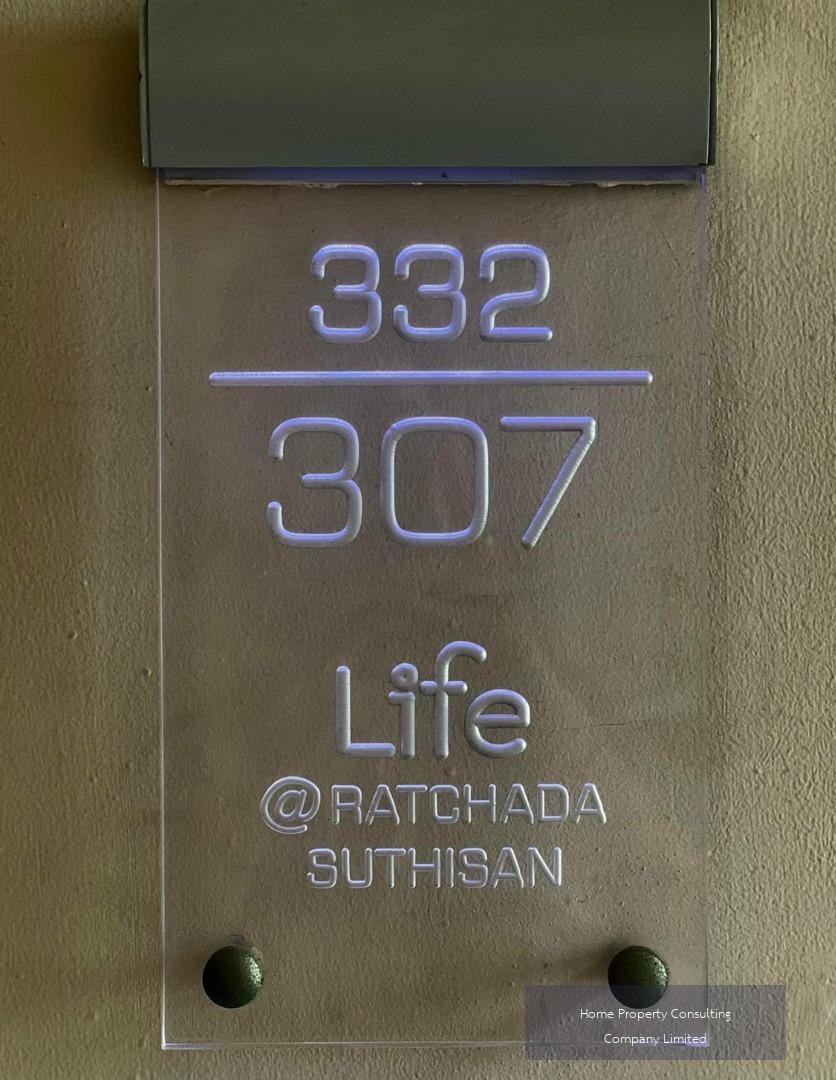 332
307
Life
@RATCHADA
SUTHISAN
Home Property Consulting
Company Limited